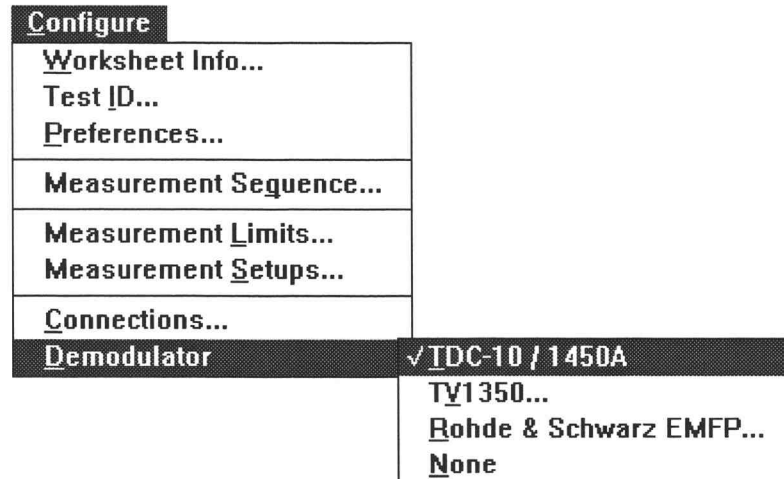 Configure
Worksheet Info...
Test ID...
Preferences...
Measurement Sequence...
Measurement Limits...
Measurement Setups...
Connections...
Demodulator
√TDC-10 / 1450A
TV1350...
Rohde & Schwarz EMFP...
None